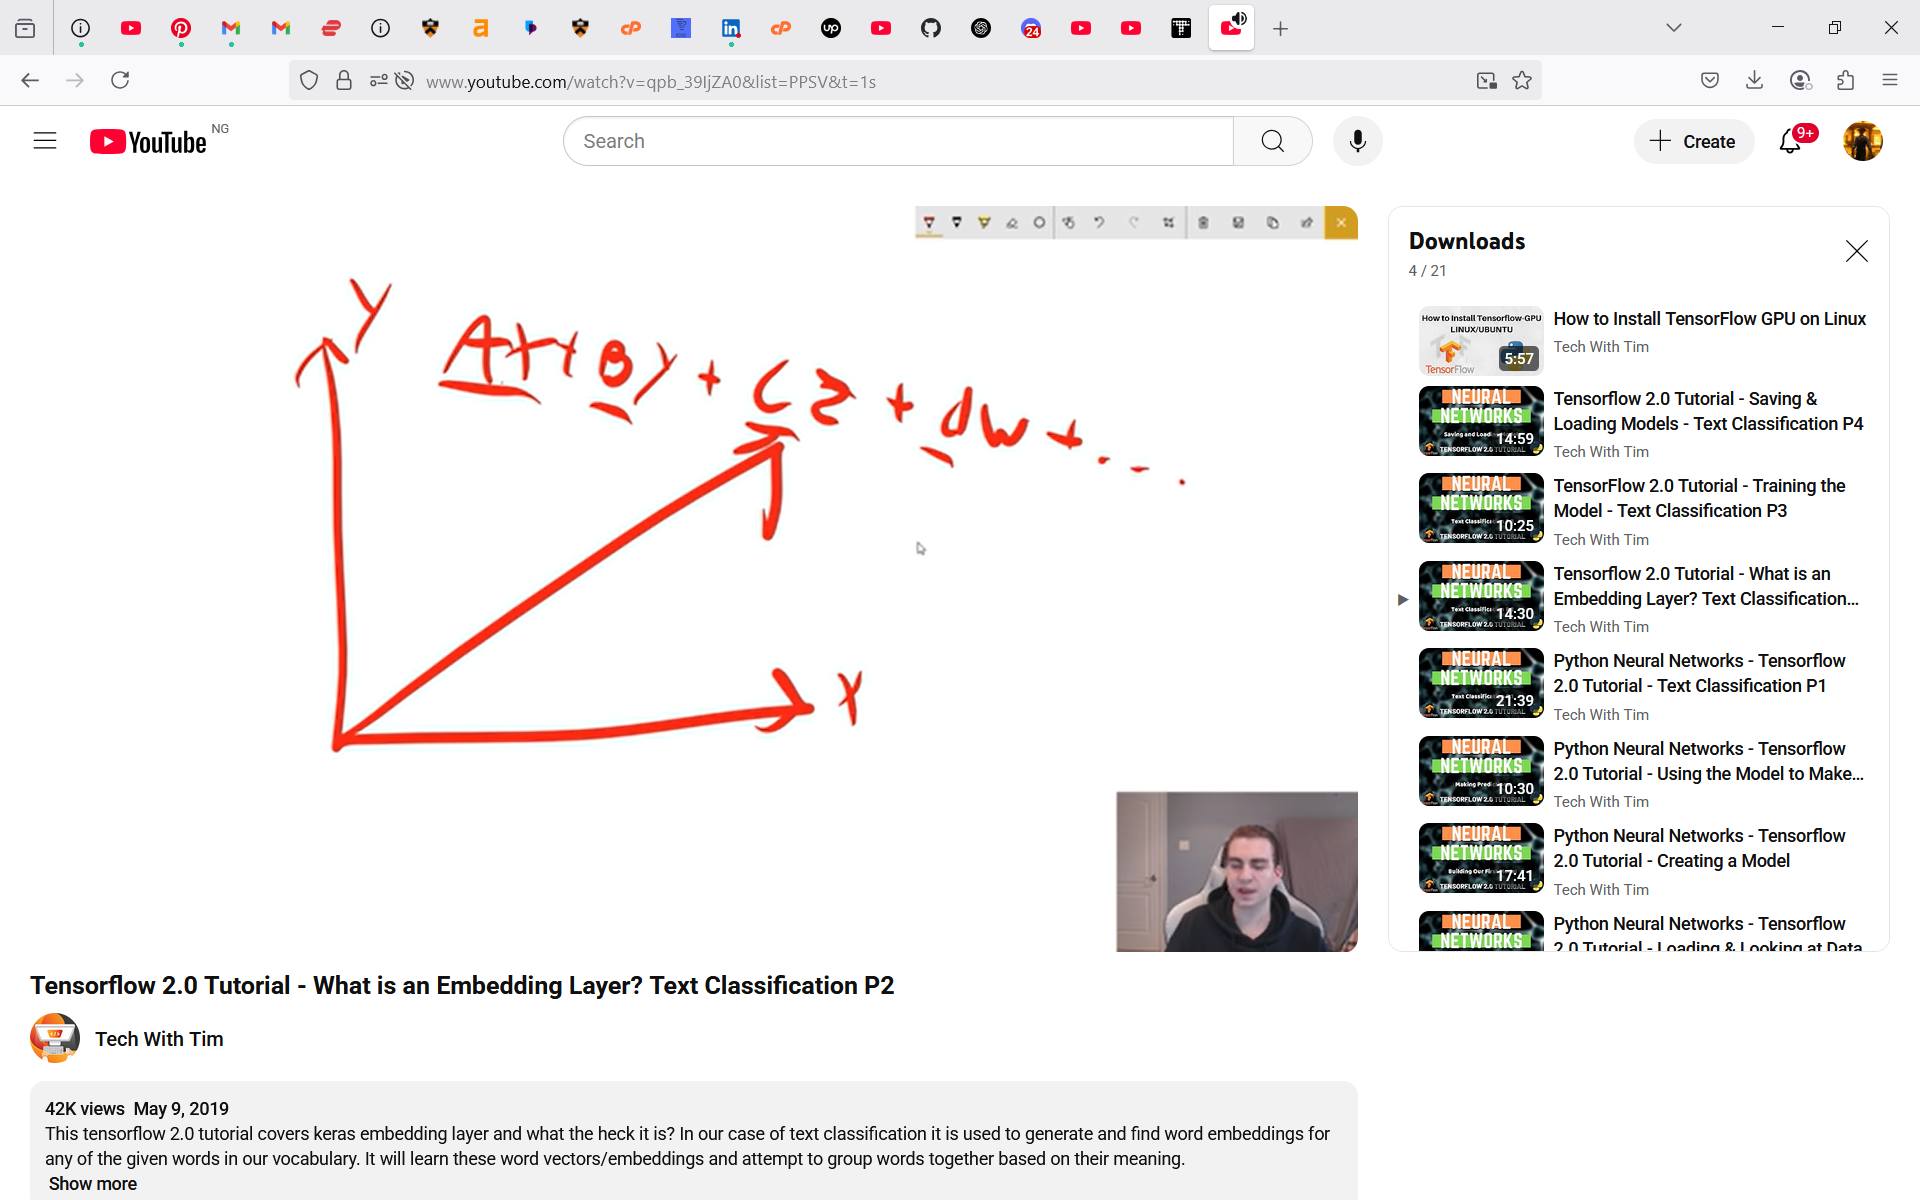 24
www.youtube.com/watch?v=qpb_39IjZA0&list=PPSV&t=1s
YouTube NG
Search
Create
9+
y
Ax+By + Cz + dw + . - .
x
Downloads
4 / 21
How to Install Tensorflow-GPU
LINUX/UBUNTU
TensorFlow
5:57
How to Install TensorFlow GPU on Linux
Tech With Tim
NEURAL
NETWORKS
14:59
TENSORFLOW 2.0 TUTORIAL
Tensorflow 2.0 Tutorial - Saving &
Loading Models - Text Classification P4
Tech With Tim
NEURAL
NETWORKS
10:25
TENSORFLOW 2.0 TUTORIAL
TensorFlow 2.0 Tutorial - Training the
Model - Text Classification P3
Tech With Tim
NEURAL
NETWORKS
14:30
TENSORFLOW 2.0 TUTORIAL
Tensorflow 2.0 Tutorial - What is an
Embedding Layer? Text Classification...
Tech With Tim
NEURAL
NETWORKS
21:39
TENSORFLOW 2.0 TUTORIAL
Python Neural Networks - Tensorflow
2.0 Tutorial - Text Classification P1
Tech With Tim
NEURAL
NETWORKS
10:30
TENSORFLOW 2.0 TUTORIAL
Python Neural Networks - Tensorflow
2.0 Tutorial - Using the Model to Make...
Tech With Tim
NEURAL
NETWORKS
17:41
TENSORFLOW 2.0 TUTORIAL
Python Neural Networks - Tensorflow
2.0 Tutorial - Creating a Model
Tech With Tim
NEURAL
NETWORKS
Python Neural Networks - Tensorflow
2.0 Tutorial - Loading & Looking at Data
Tensorflow 2.0 Tutorial - What is an Embedding Layer? Text Classification P2
Tech With Tim
42K views May 9, 2019
This tensorflow 2.0 tutorial covers keras embedding layer and what the heck it is? In our case of text classification it is used to generate and find word embeddings for
any of the given words in our vocabulary. It will learn these word vectors/embeddings and attempt to group words together based on their meaning.
Show more